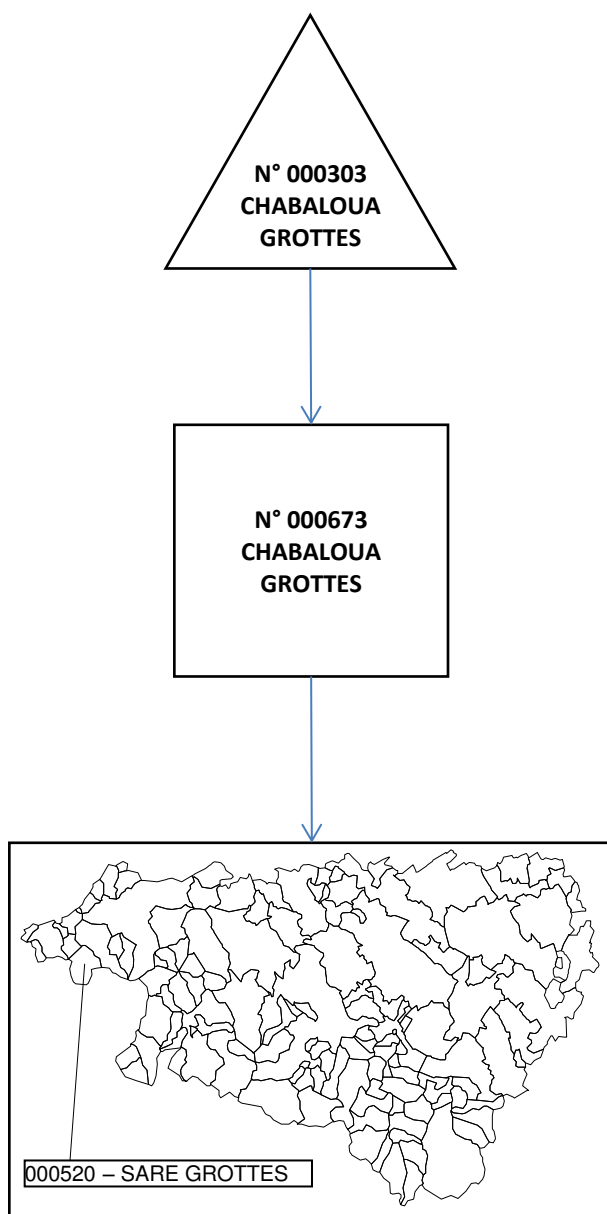 N° 000303
CHABALOUA
GROTTES
N° 000673
CHABALOUA
GROTTES
000520 – SARE GROTTES